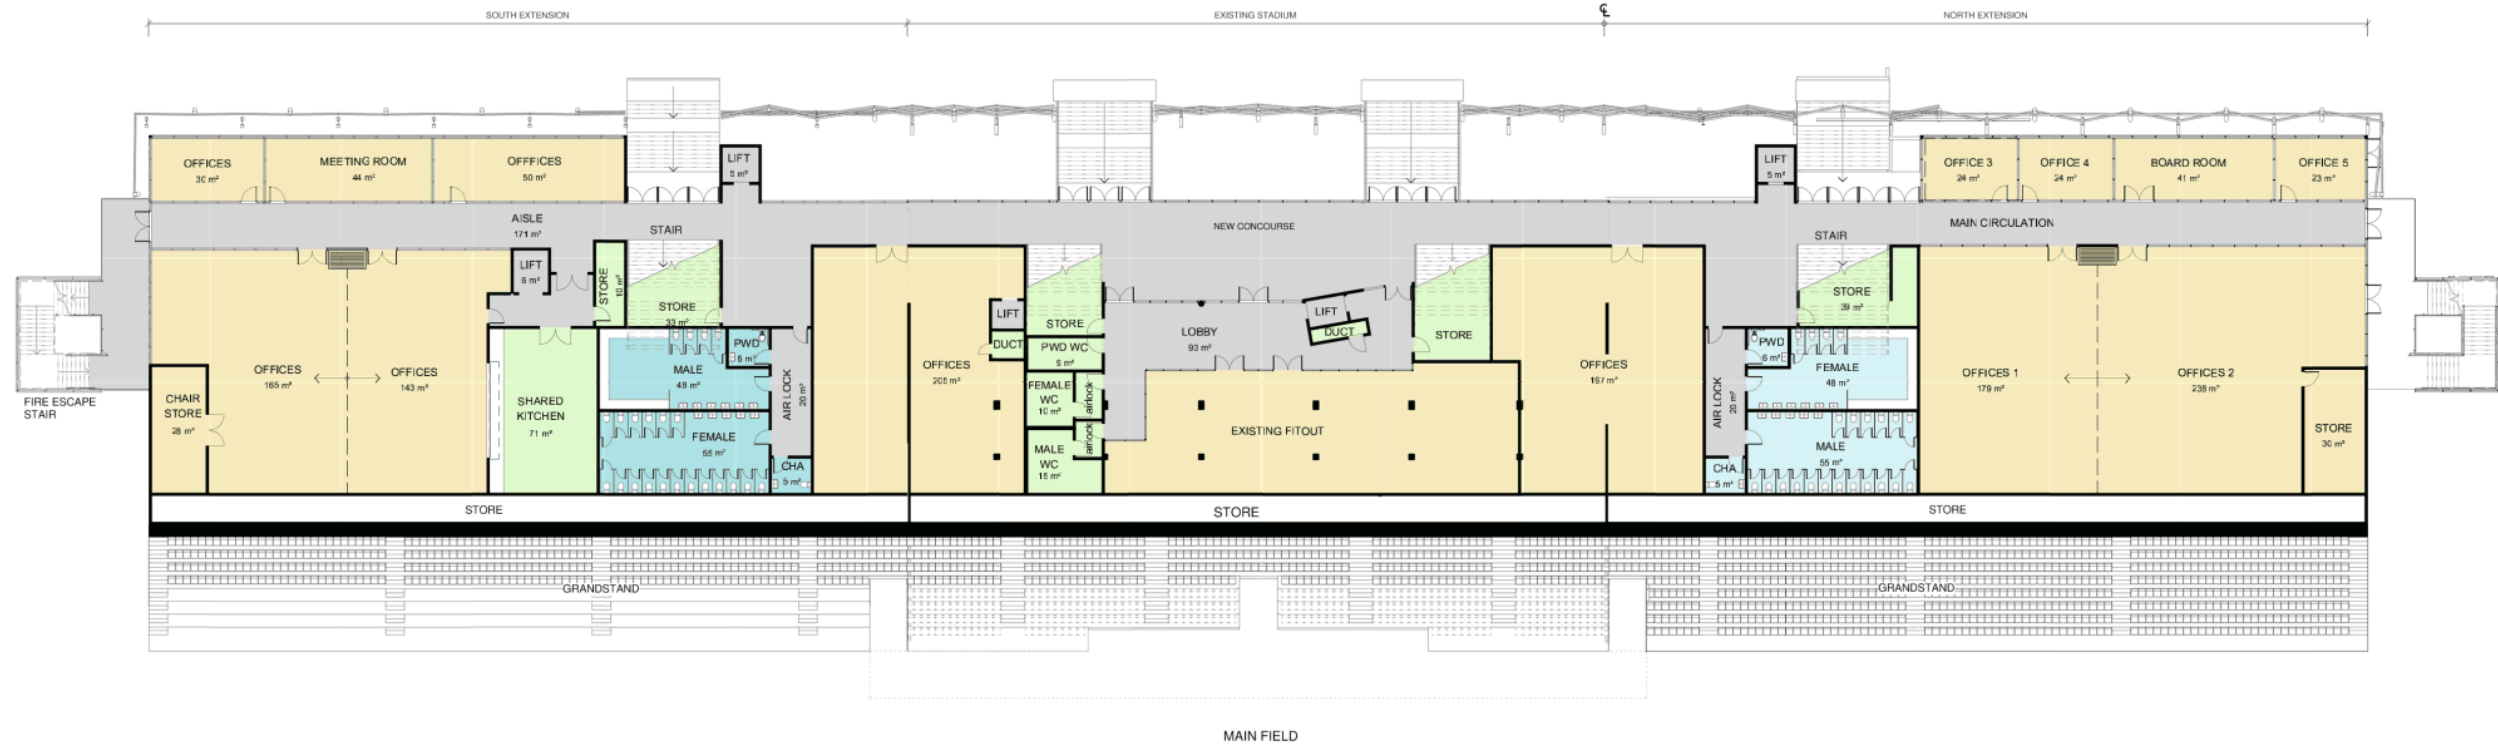 SOUTH EXTENSION
EXISTING STADIUM
NORTH EXTENSION
OFFICES
30 m²
MEETING ROOM
44 m²
OFFFICES
50 m²
LIFT
5 m²
LIFT
5 m²
OFFICE 3
24 m²
OFFICE 4
24 m²
BOARD ROOM
41 m²
OFFICE 5
23 m²
AISLE
171 m²
STAIR
NEW CONCOURSE
STAIR
MAIN CIRCULATION
LIFT
6 m²
STORE
10 m²
STORE
33 m²
LIFT
DUCT
STORE
LOBBY
93 m²
LIFT
DUCT
STORE
STORE
39 m²
FIRE ESCAPE
STAIR
OFFICES
165 m²
OFFICES
143 m²
CHAIR
STORE
28 m²
SHARED
KITCHEN
71 m²
PWD
6 m²
MALE
48 m²
FEMALE
55 m²
AIR LOCK
20 m²
CHA
5 m²
OFFICES
205 m²
PWD WC
6 m²
FEMALE
WC
10 m²
airlock
MALE
WC
15 m²
airlock
EXISTING FITOUT
OFFICES
197 m²
AIR LOCK
20 m²
PWD
6 m²
FEMALE
48 m²
MALE
55 m²
CHA
5 m²
OFFICES 1
179 m²
OFFICES 2
238 m²
STORE
30 m²
STORE
STORE
STORE
GRANDSTAND
GRANDSTAND
MAIN FIELD